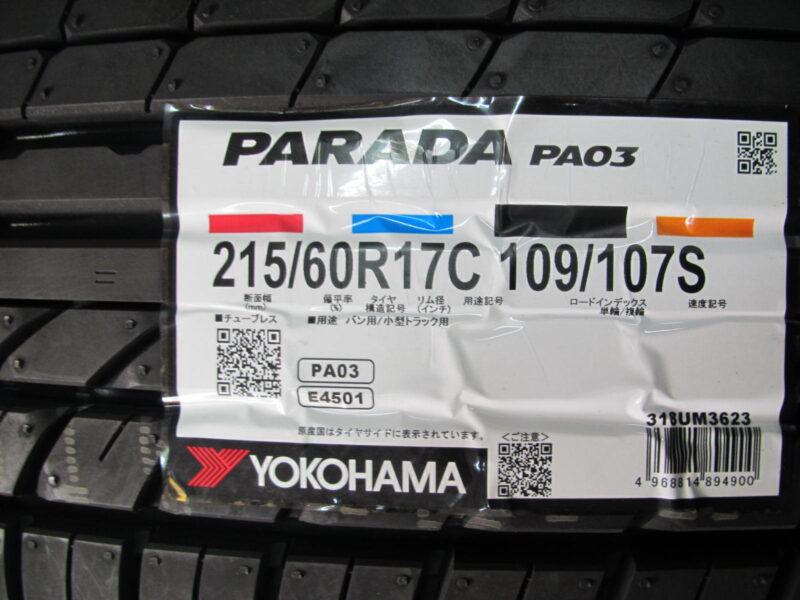 PARADA PA03
215/60R17C 109/107S
断面幅 (mm) 偏平率 (%) タイヤ 構造記号 リム径 (インチ) 用途記号 ロードインデックス 単輪/複輪 速度記号
■チューブレス ■用途 バン用/小型トラック用
PA03
E4501
原産国はタイヤサイドに表示されています。
<ご注意>
318UM3623
YOKOHAMA
4 968814 894900